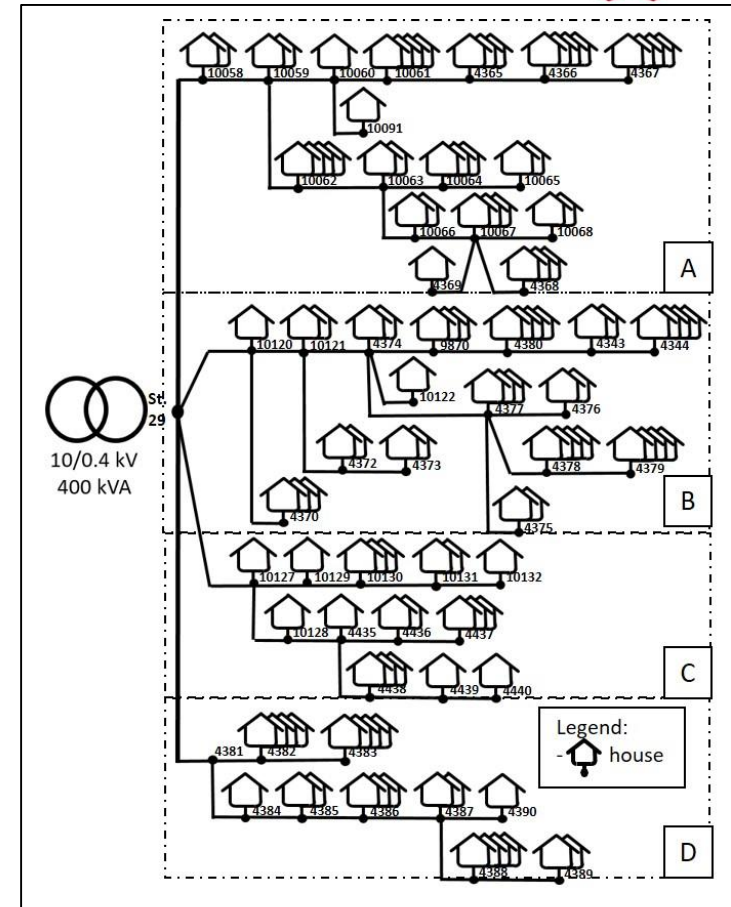 10058 10059 10060 10061 4365 4366 4367
10091
10062 10063 10064 10065
10066 10067 10068
4369 4368
A
10120 10121 4374 9870 4380 4343 4344
10122 4377 4376
St.
29
10/0.4 kV
400 kVA
4372 4373 4378 4379
4370 4375
B
10127 10129 10130 10131 10132
10128 4435 4436 4437
4438 4439 4440
C
4381 4382 4383
Legend:
- house
4384 4385 4386 4387 4390
4388 4389
D